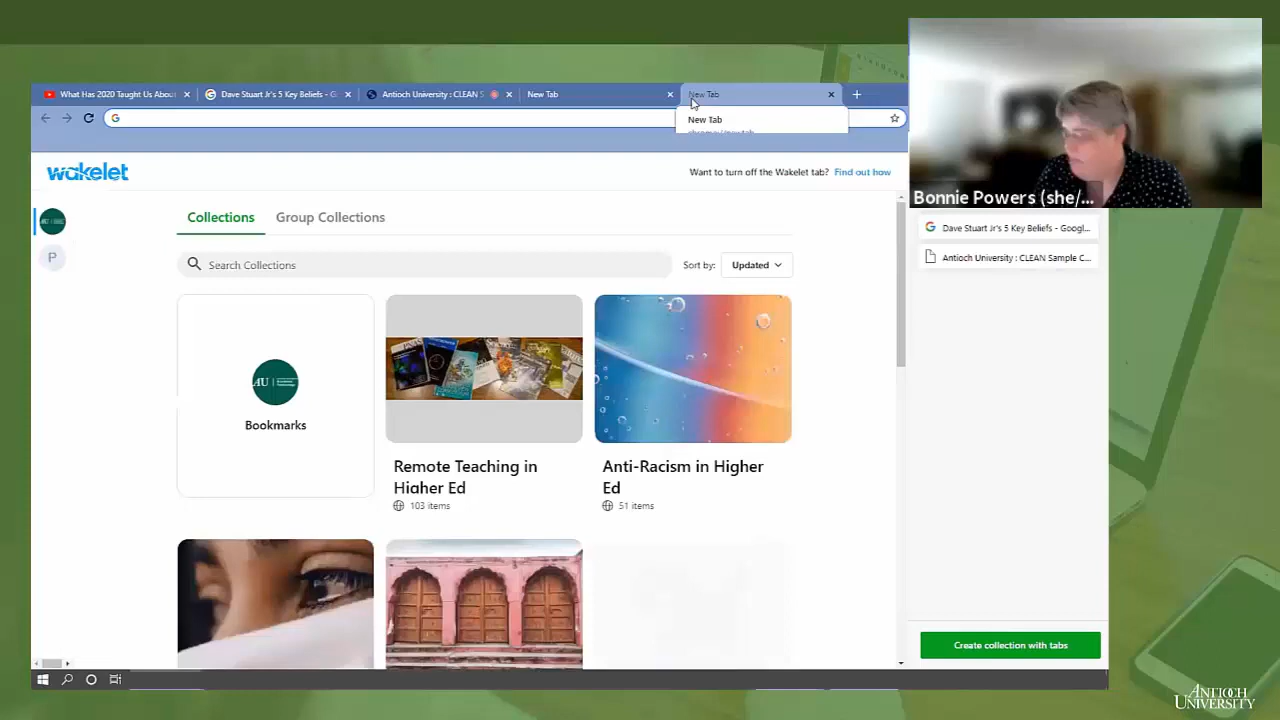 What Has 2020 Taught Us Abou
Dave Stuart Jr's 5 Key Beliefs - G
Antioch University : CLEAN S
New Tab
New Tab
New Tab
wakelet
Want to turn off the Wakelet tab? Find out how
Bonnie Powers (she/...
Collections
Group Collections
Dave Stuart Jr's 5 Key Beliefs - Googl...
Antioch University : CLEAN Sample C...
P
Search Collections
Sort by:
Updated
AU
Bookmarks
Remote Teaching in
Higher Ed
103 items
Anti-Racism in Higher
Ed
51 items
Create collection with tabs
ANTIOCH
UNIVERSITY